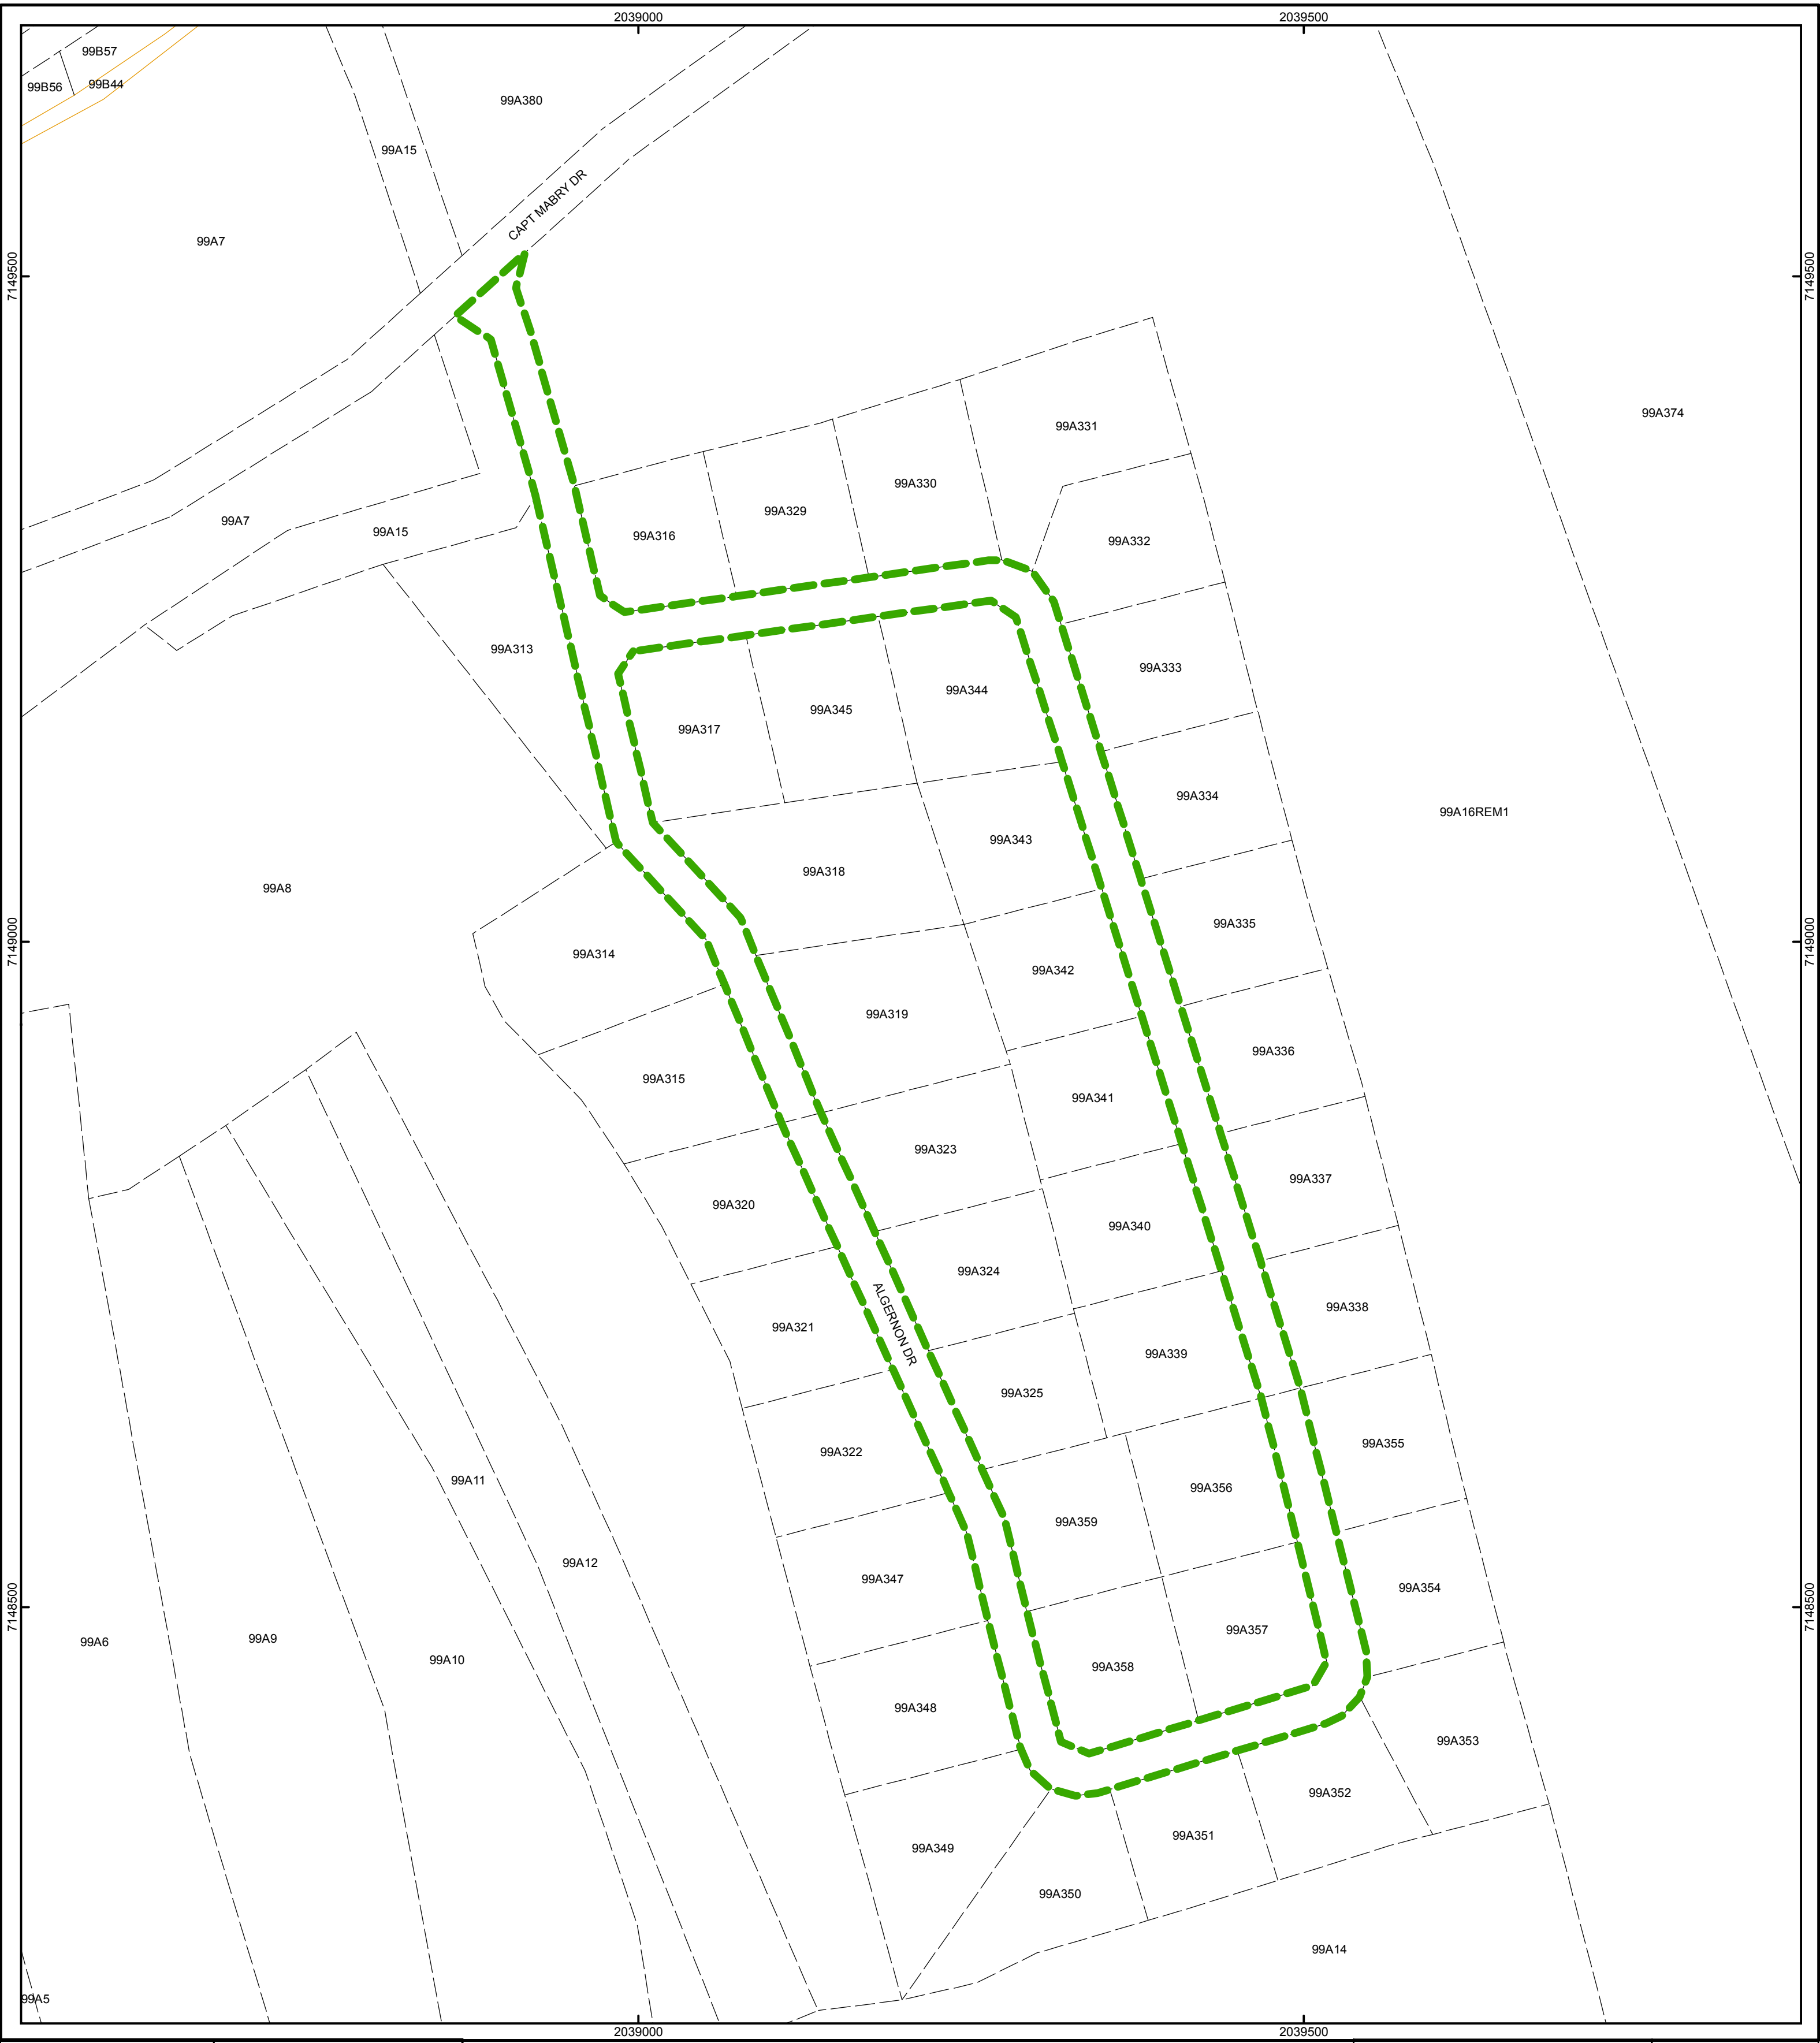 2039000
2039500
99B57
99B56
99B44
99A380
99A15
CAPT MABRY DR
99A7
7149500
7149500
99A374
99A331
99A330
99A329
99A316
99A332
99A7
99A15
99A313
99A333
99A344
99A345
99A317
99A334
99A16REM1
99A343
99A318
99A8
99A335
7149000
7149000
99A314
99A342
99A319
99A336
99A315
99A341
99A323
99A337
99A320
99A340
99A324
ALGERNON DR
99A338
99A321
99A339
99A325
99A355
99A322
99A11
99A356
99A359
99A12
99A347
99A354
7148500
7148500
99A357
99A6
99A9
99A10
99A358
99A348
99A353
99A352
99A351
99A349
99A350
99A14
99A5
2039000
2039500